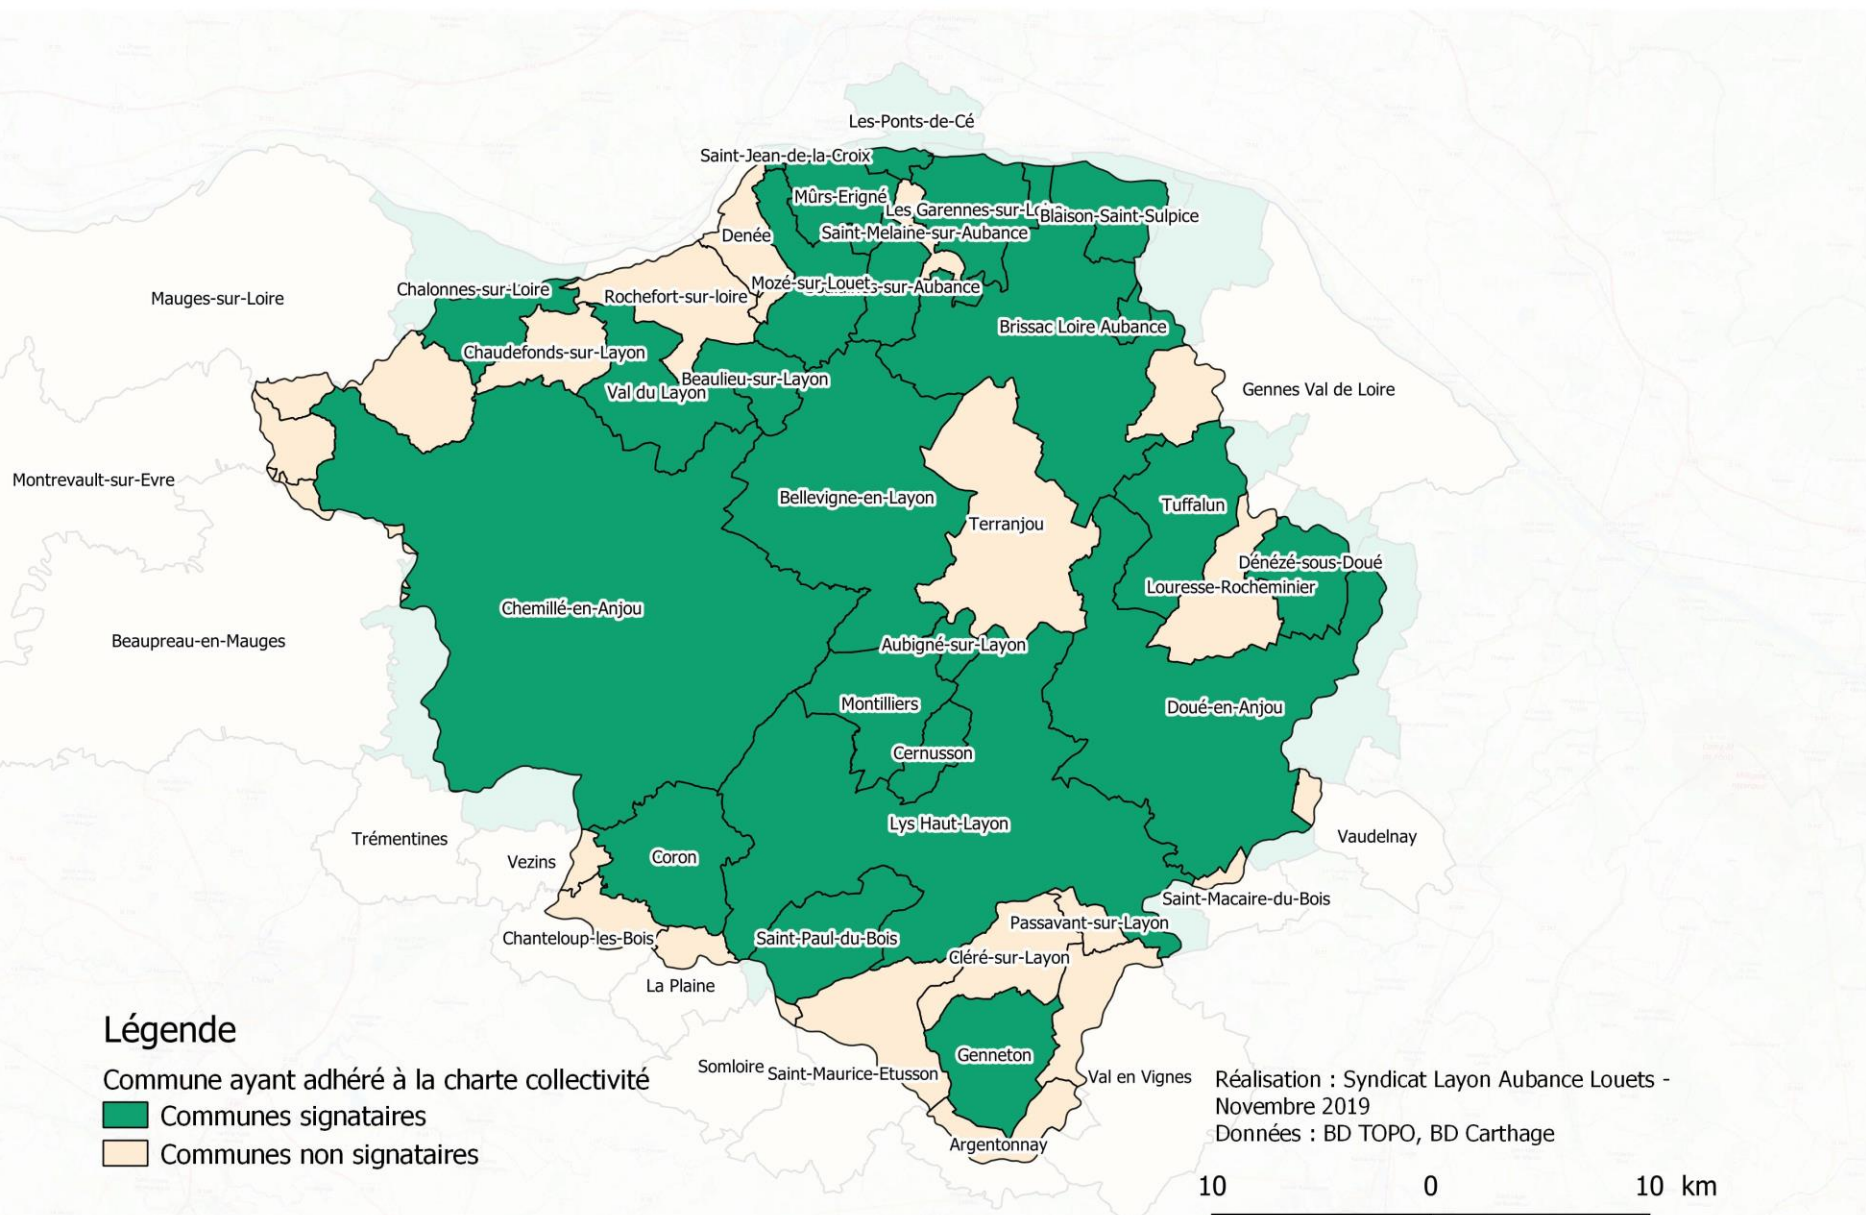 Les-Ponts-de-Cé
Saint-Jean-de-la-Croix
Mûrs-Erigné
Les Garennes-sur-
Blaison-Saint-Sulpice
Denée
Saint-Melaine-sur-Aubance
Mozé-sur-Louet
-sur-Aubance
Chalonnes-sur-Loire
Rochefort-sur-loire
Mauges-sur-Loire
Brissac Loire Aubance
Chaudefonds-sur-Layon
Beaulieu-sur-Layon
Val du Layon
Gennes Val de Loire
Montrevault-sur-Evre
Bellevigne-en-Layon
Tuffalun
Terranjou
Dénézé-sous-Doué
Louresse-Rocheminier
Chemillé-en-Anjou
Beaupreau-en-Mauges
Aubigné-sur-Layon
Montilliers
Doué-en-Anjou
Cernusson
Lys Haut-Layon
Trémentines
Vezins
Coron
Vaudelnay
Saint-Macaire-du-Bois
Passavant-sur-Layon
Chanteloup-les-Bois
Saint-Paul-du-Bois
Cléré-sur-Layon
La Plaine
Genneton
Somloire
Saint-Maurice-Etusson
Val en Vignes
Argentonnay
Légende
Commune ayant adhéré à la charte collectivité
Communes signataires
Communes non signataires
Réalisation : Syndicat Layon Aubance Louets -
Novembre 2019
Données : BD TOPO, BD Carthage
10 0 10 km